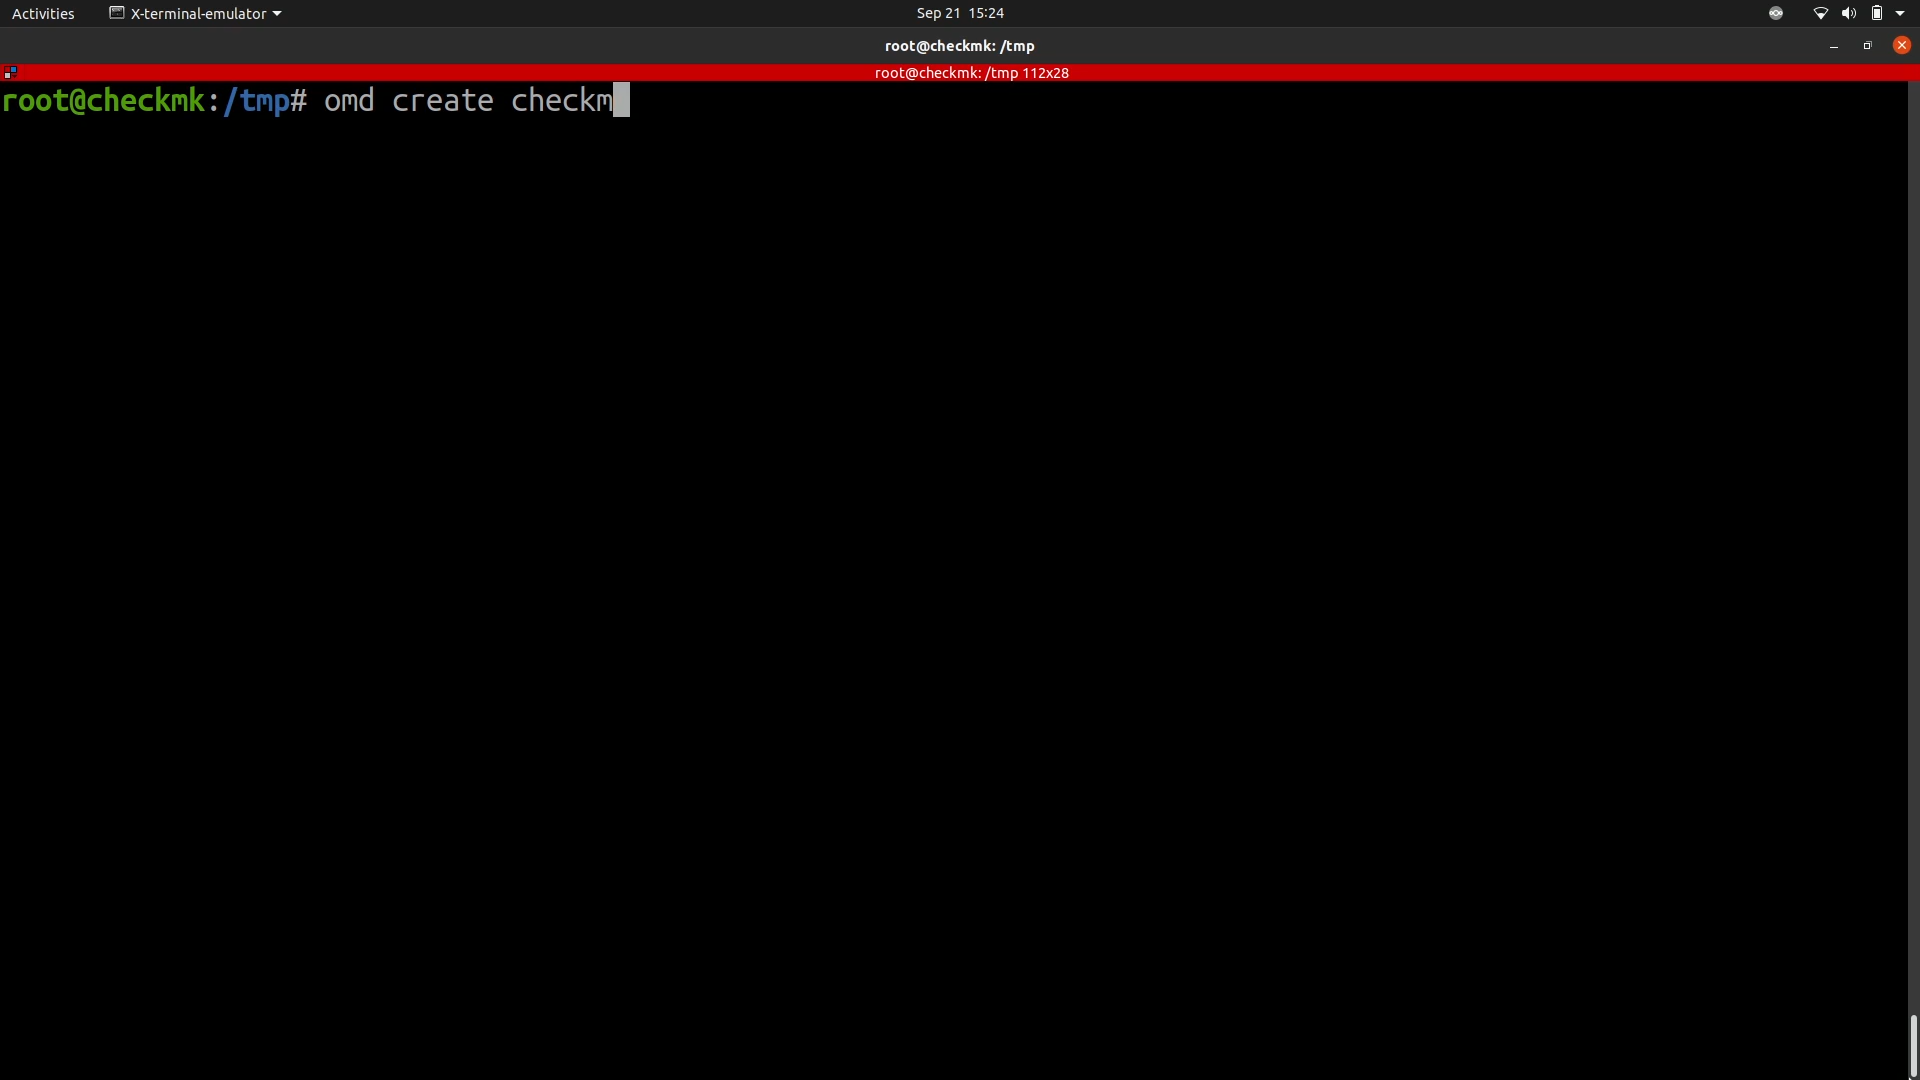 Activities X-terminal-emulator Sep 21 15:24
root@checkmk: /tmp
root@checkmk: /tmp 112x28
root@checkmk:/tmp# omd create checkm